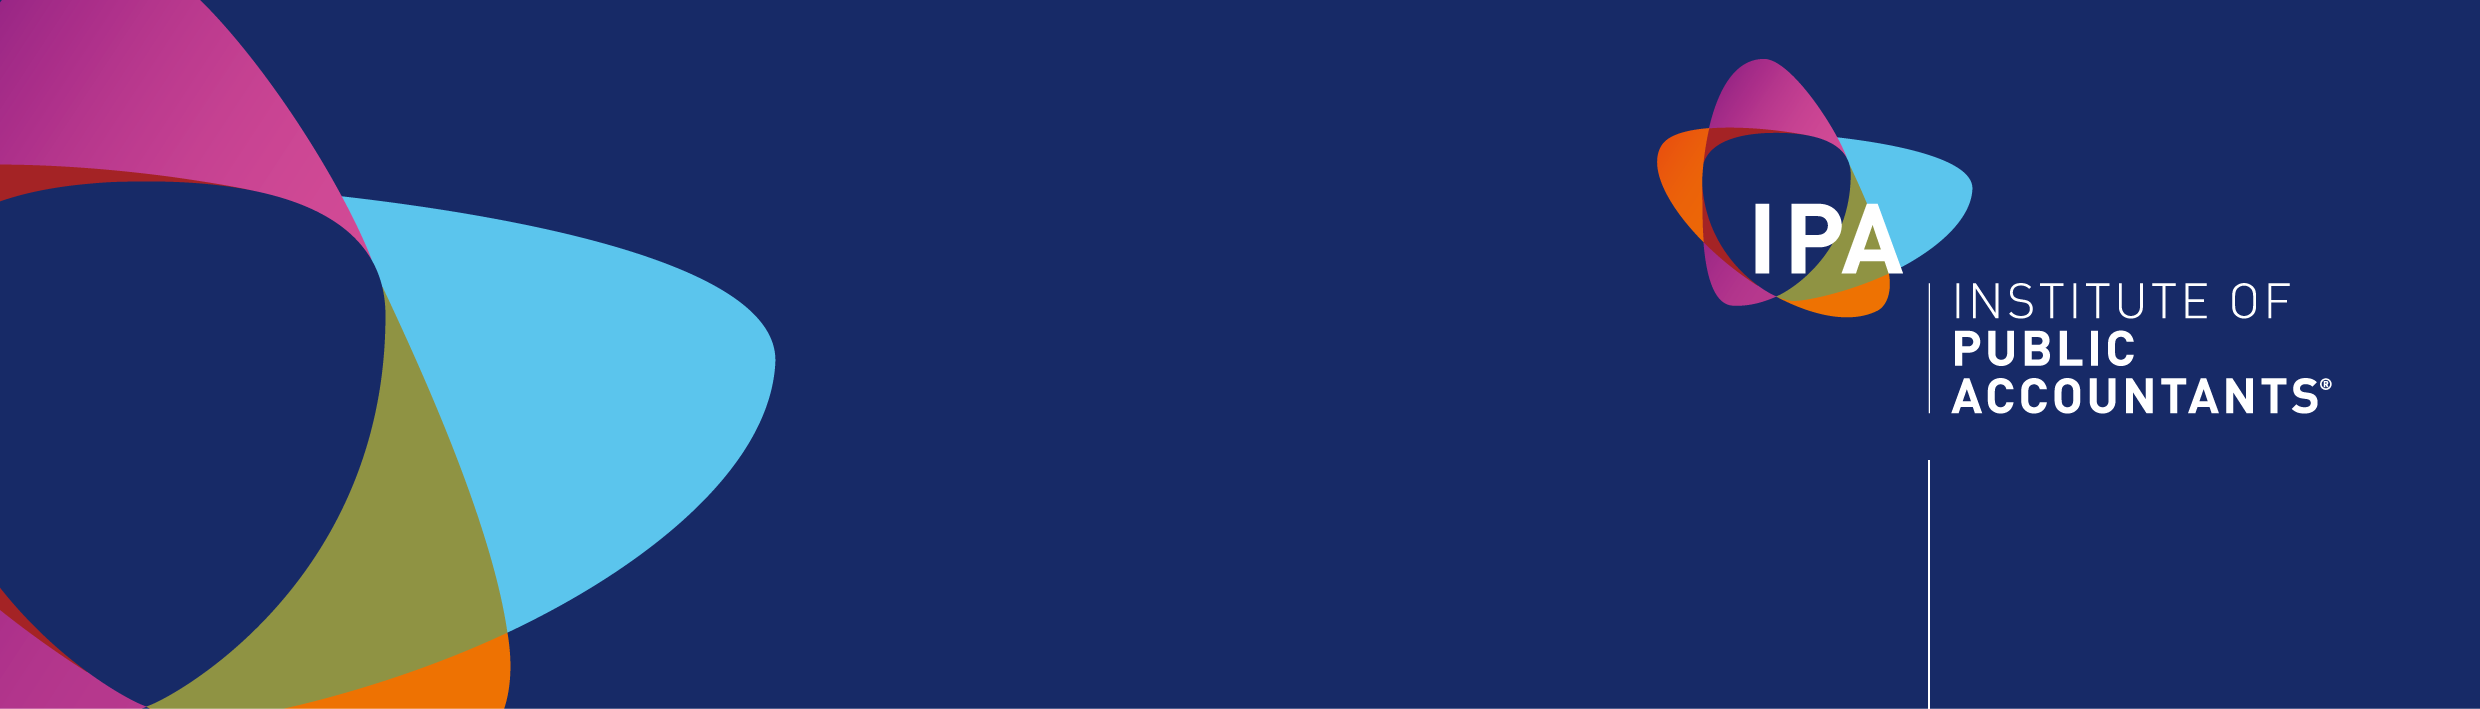 IPA
INSTITUTE OF
PUBLIC
ACCOUNTANTS®